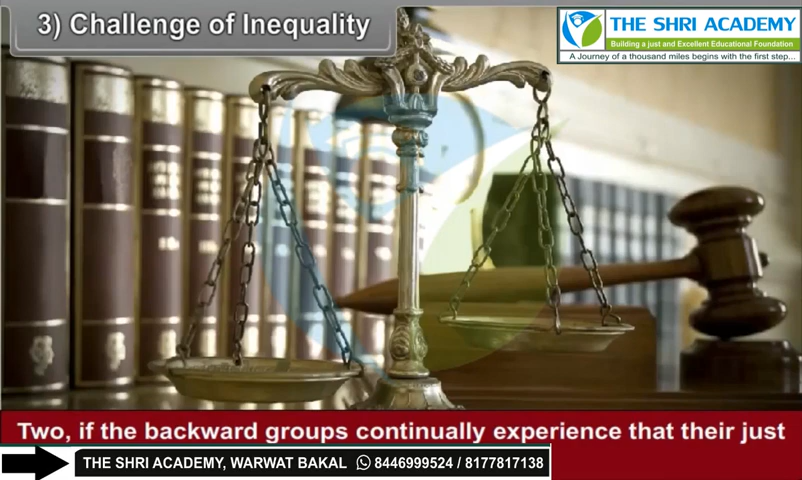 3) Challenge of Inequality
THE SHRI ACADEMY
Building a just and Excellent Educational Foundation
A Journey of a thousand miles begins with the first step...
Two, if the backward groups continually experience that their just
THE SHRI ACADEMY, WARWAT BAKAL 8446999524 / 8177817138